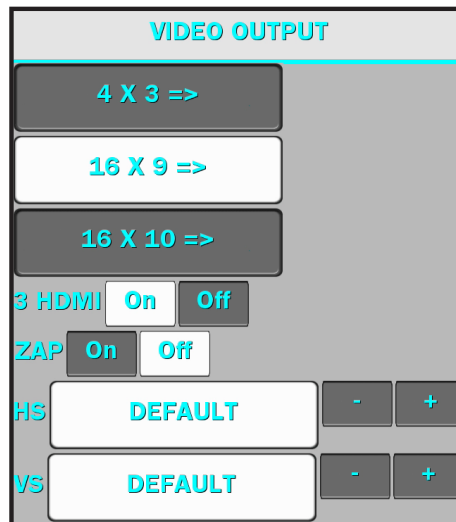 VIDEO OUTPUT
4 X 3 =>
16 X 9 =>
16 X 10 =>
3 HDMI On Off
ZAP On Off
HS DEFAULT - +
VS DEFAULT - +